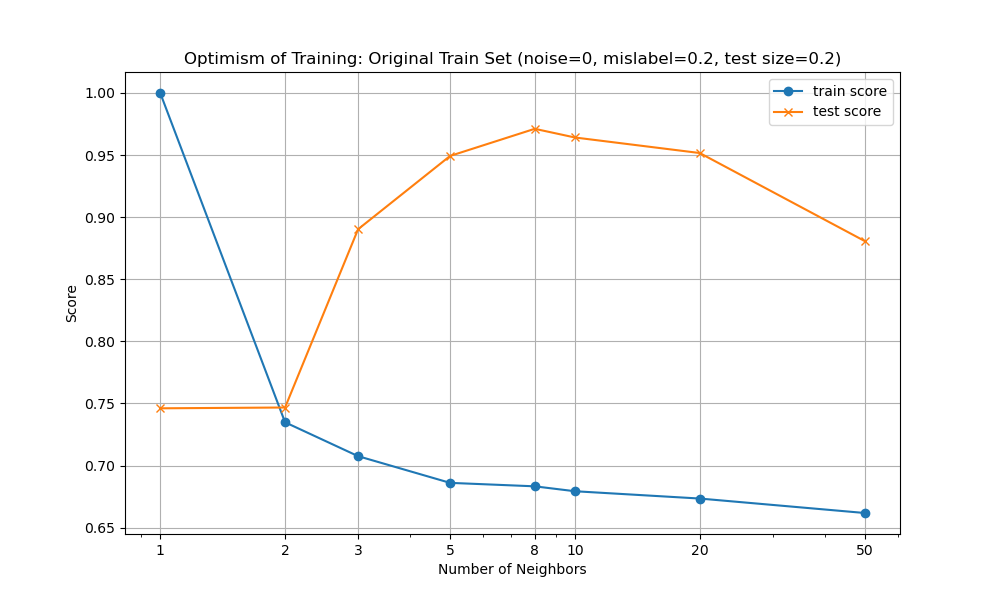 Optimism of Training: Original Train Set (noise=0, mislabel=0.2, test size=0.2)
train score
test score
1.00
0.95
0.90
0.85
0.80
0.75
0.70
0.65
Score
1 2 3 5 8 10 20 50
Number of Neighbors